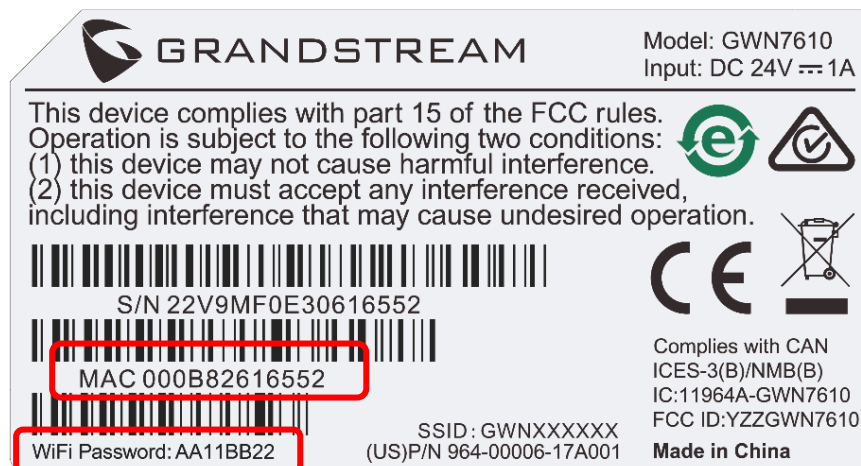 GRANDSTREAM
Model: GWN7610
Input: DC 24V ⎓ 1A
This device complies with part 15 of the FCC rules.
Operation is subject to the following two conditions:
(1) this device may not cause harmful interference.
(2) this device must accept any interference received,
including interference that may cause undesired operation.
e
CE
S/N 22V9MF0E30616552
MAC 000B82616552
WiFi Password: AA11BB22
SSID: GWNXXXXXX
(US)P/N 964-00006-17A001
Complies with CAN
ICES-3(B)/NMB(B)
IC:11964A-GWN7610
FCC ID:YZZGWN7610
Made in China